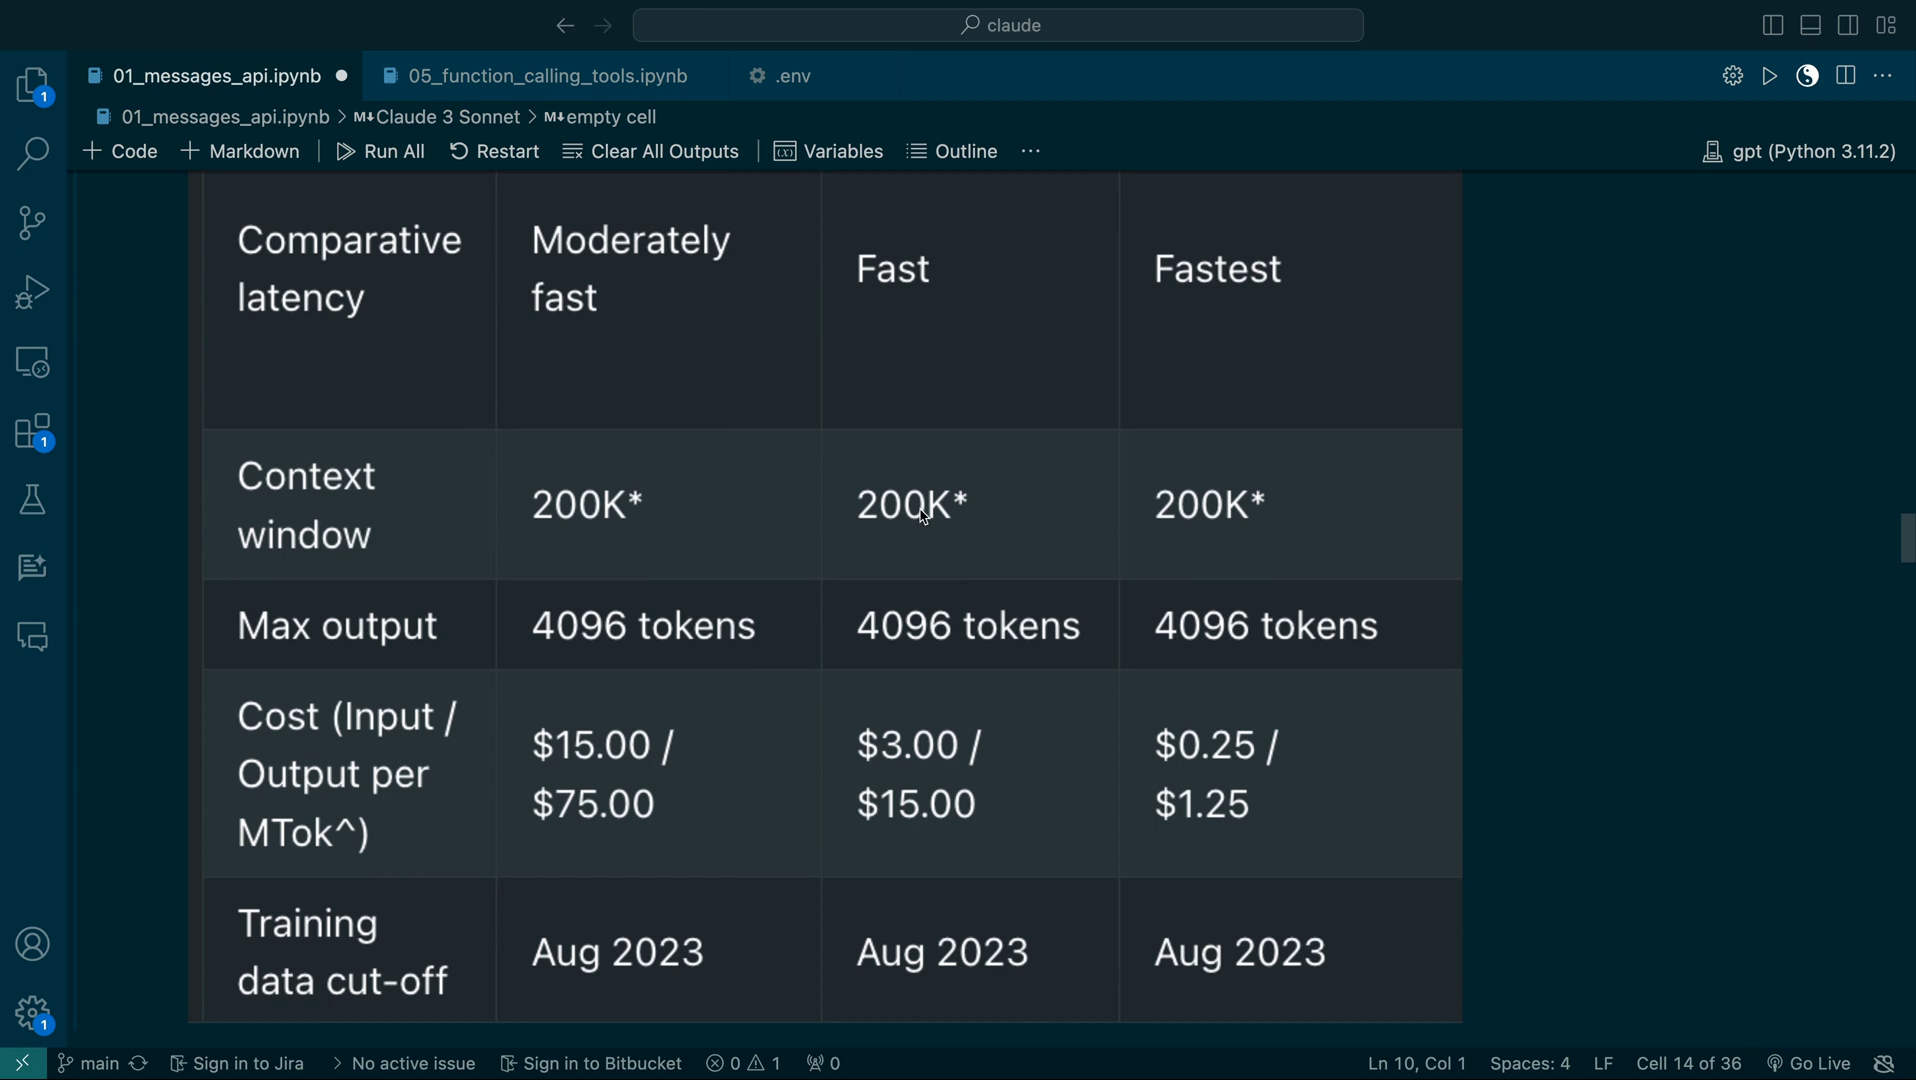 claude
01_messages_api.ipynb
05_function_calling_tools.ipynb
.env
01_messages_api.ipynb > M↓Claude 3 Sonnet > M↓empty cell
+ Code + Markdown Run All Restart Clear All Outputs Variables Outline ...
gpt (Python 3.11.2)
Comparative
latency
Moderately
fast
Fast
Fastest
Context
window
200K*
200K*
200K*
Max output
4096 tokens
4096 tokens
4096 tokens
Cost (Input /
Output per
MTok^)
$15.00 /
$75.00
$3.00 /
$15.00
$0.25 /
$1.25
Training
data cut-off
Aug 2023
Aug 2023
Aug 2023
1
1
1
main Sign in to Jira > No active issue Sign in to Bitbucket 0 1 0
Ln 10, Col 1 Spaces: 4 LF Cell 14 of 36 Go Live